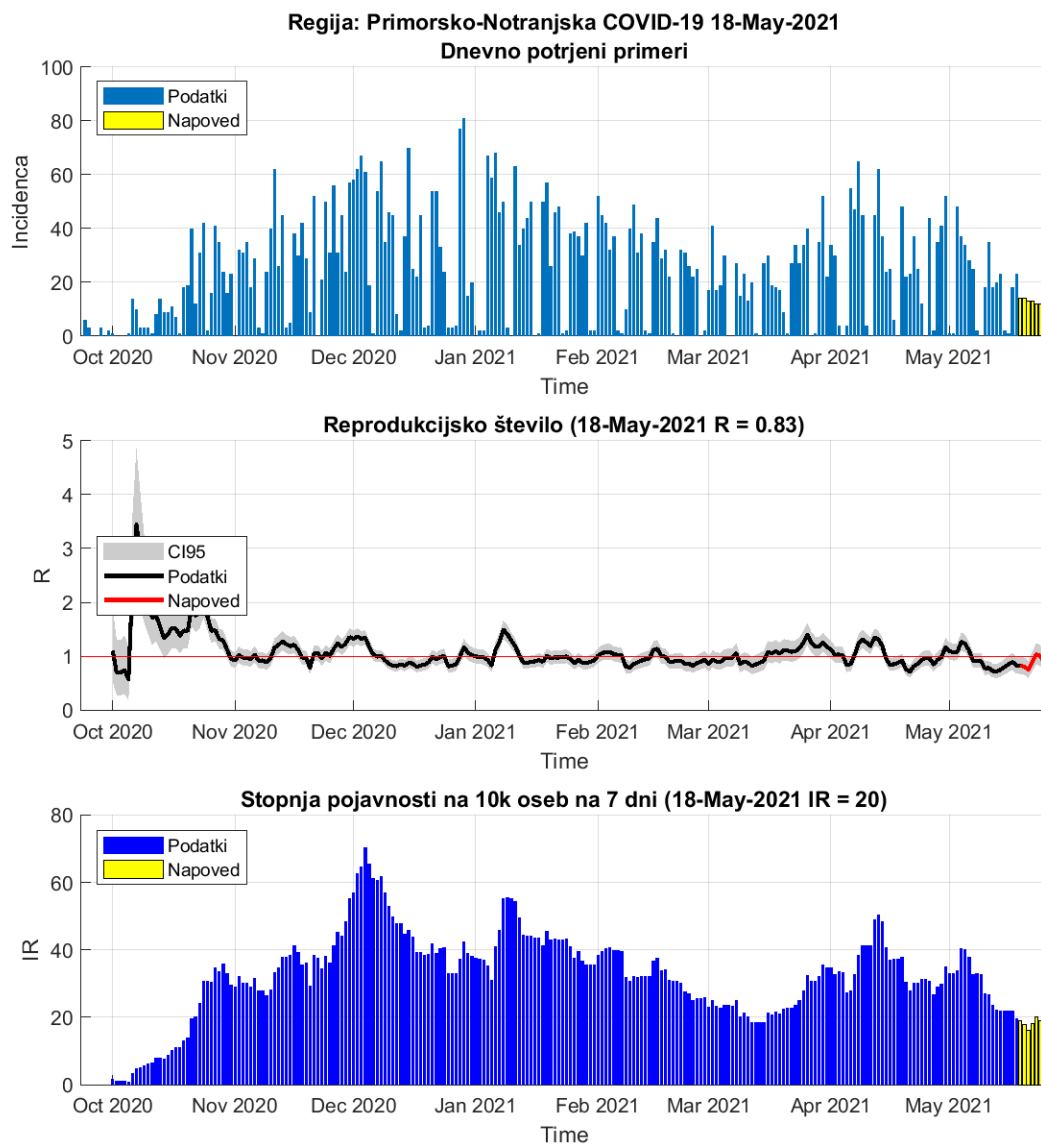 Regija: Primorsko-Notranjska COVID-19 18-May-2021
Dnevno potrjeni primeri
100
80
60
40
20
0
Incidenca
Podatki
Napoved
Oct 2020 Nov 2020 Dec 2020 Jan 2021 Feb 2021 Mar 2021 Apr 2021 May 2021
Time
Reprodukcijsko število (18-May-2021 R = 0.83)
5
4
3
2
1
0
R
CI95
Podatki
Napoved
Oct 2020 Nov 2020 Dec 2020 Jan 2021 Feb 2021 Mar 2021 Apr 2021 May 2021
Time
Stopnja pojavnosti na 10k oseb na 7 dni (18-May-2021 IR = 20)
80
60
40
20
0
IR
Podatki
Napoved
Oct 2020 Nov 2020 Dec 2020 Jan 2021 Feb 2021 Mar 2021 Apr 2021 May 2021
Time